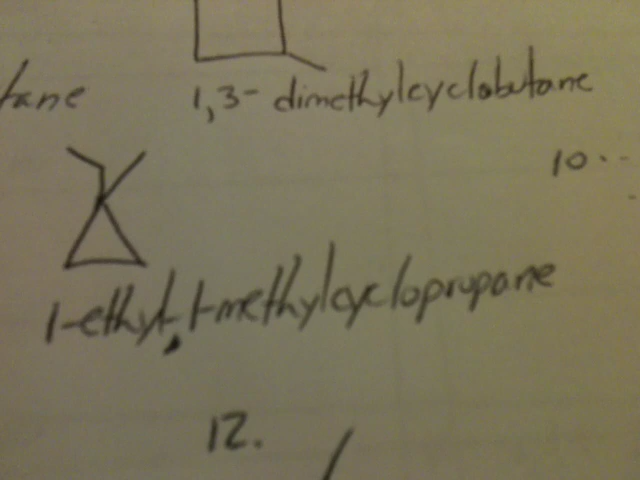 tane 1,3- dimethylcyclobutane
10.
1-ethyl-1-methylcyclopropane
12.